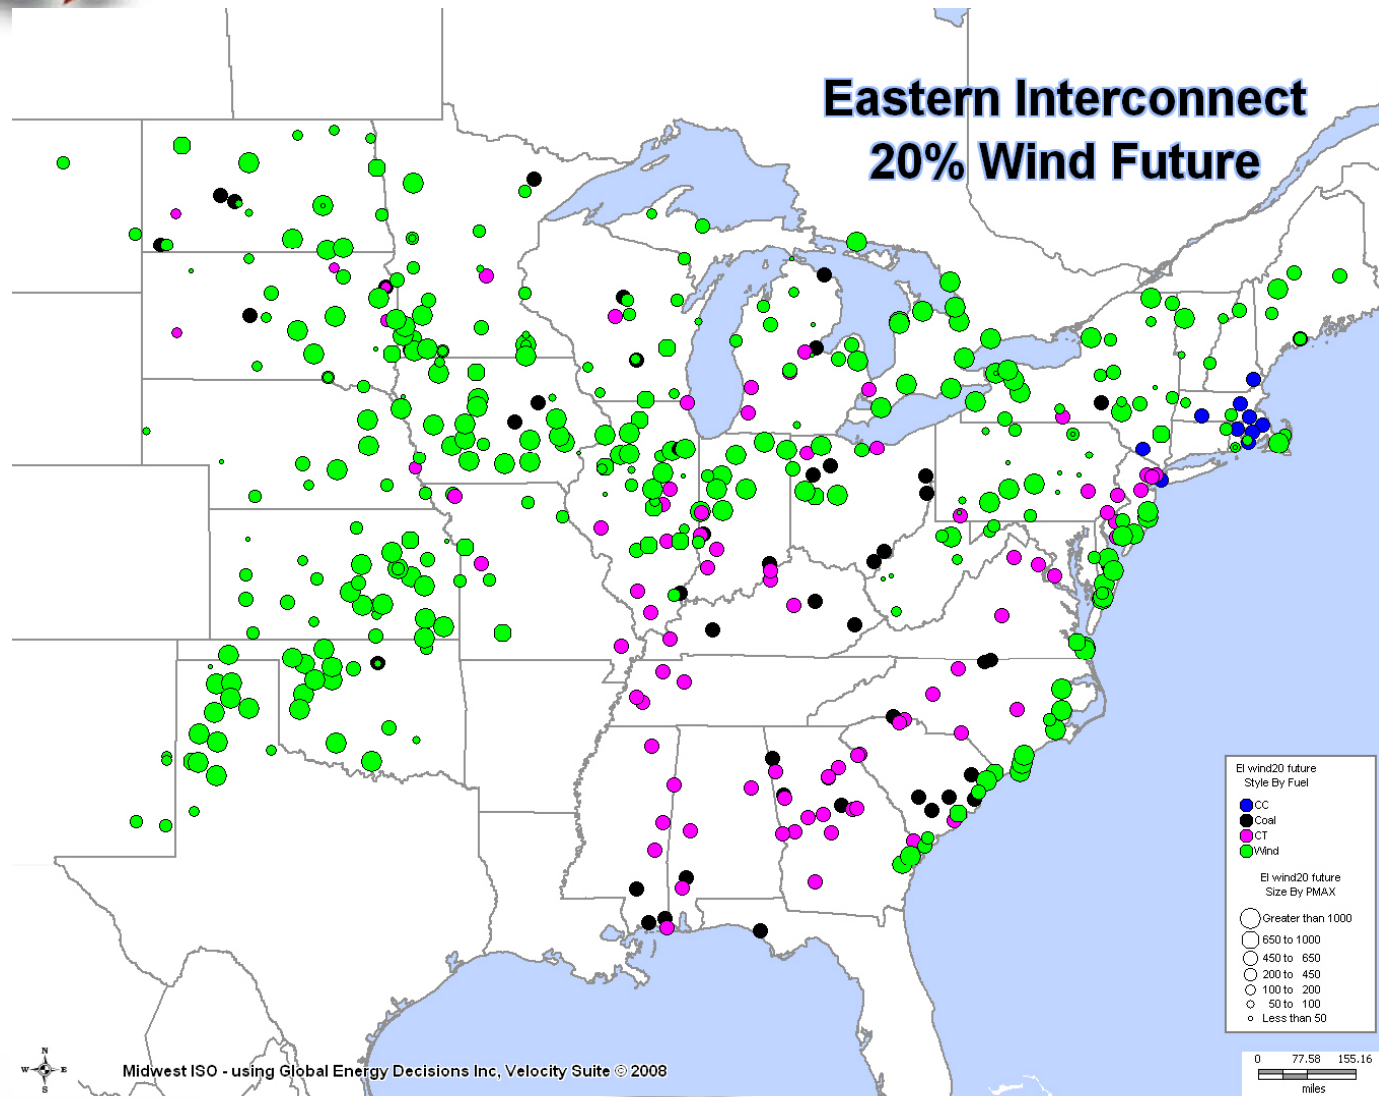 Eastern Interconnect
20% Wind Future
EI wind20 future
Style By Fuel
CC
Coal
CT
Wind
EI wind20 future
Size By PMAX
Greater than 1000
650 to 1000
450 to 650
200 to 450
100 to 200
50 to 100
Less than 50
N
W E
S
Midwest ISO - using Global Energy Decisions Inc, Velocity Suite © 2008
0 77.58 155.16
miles